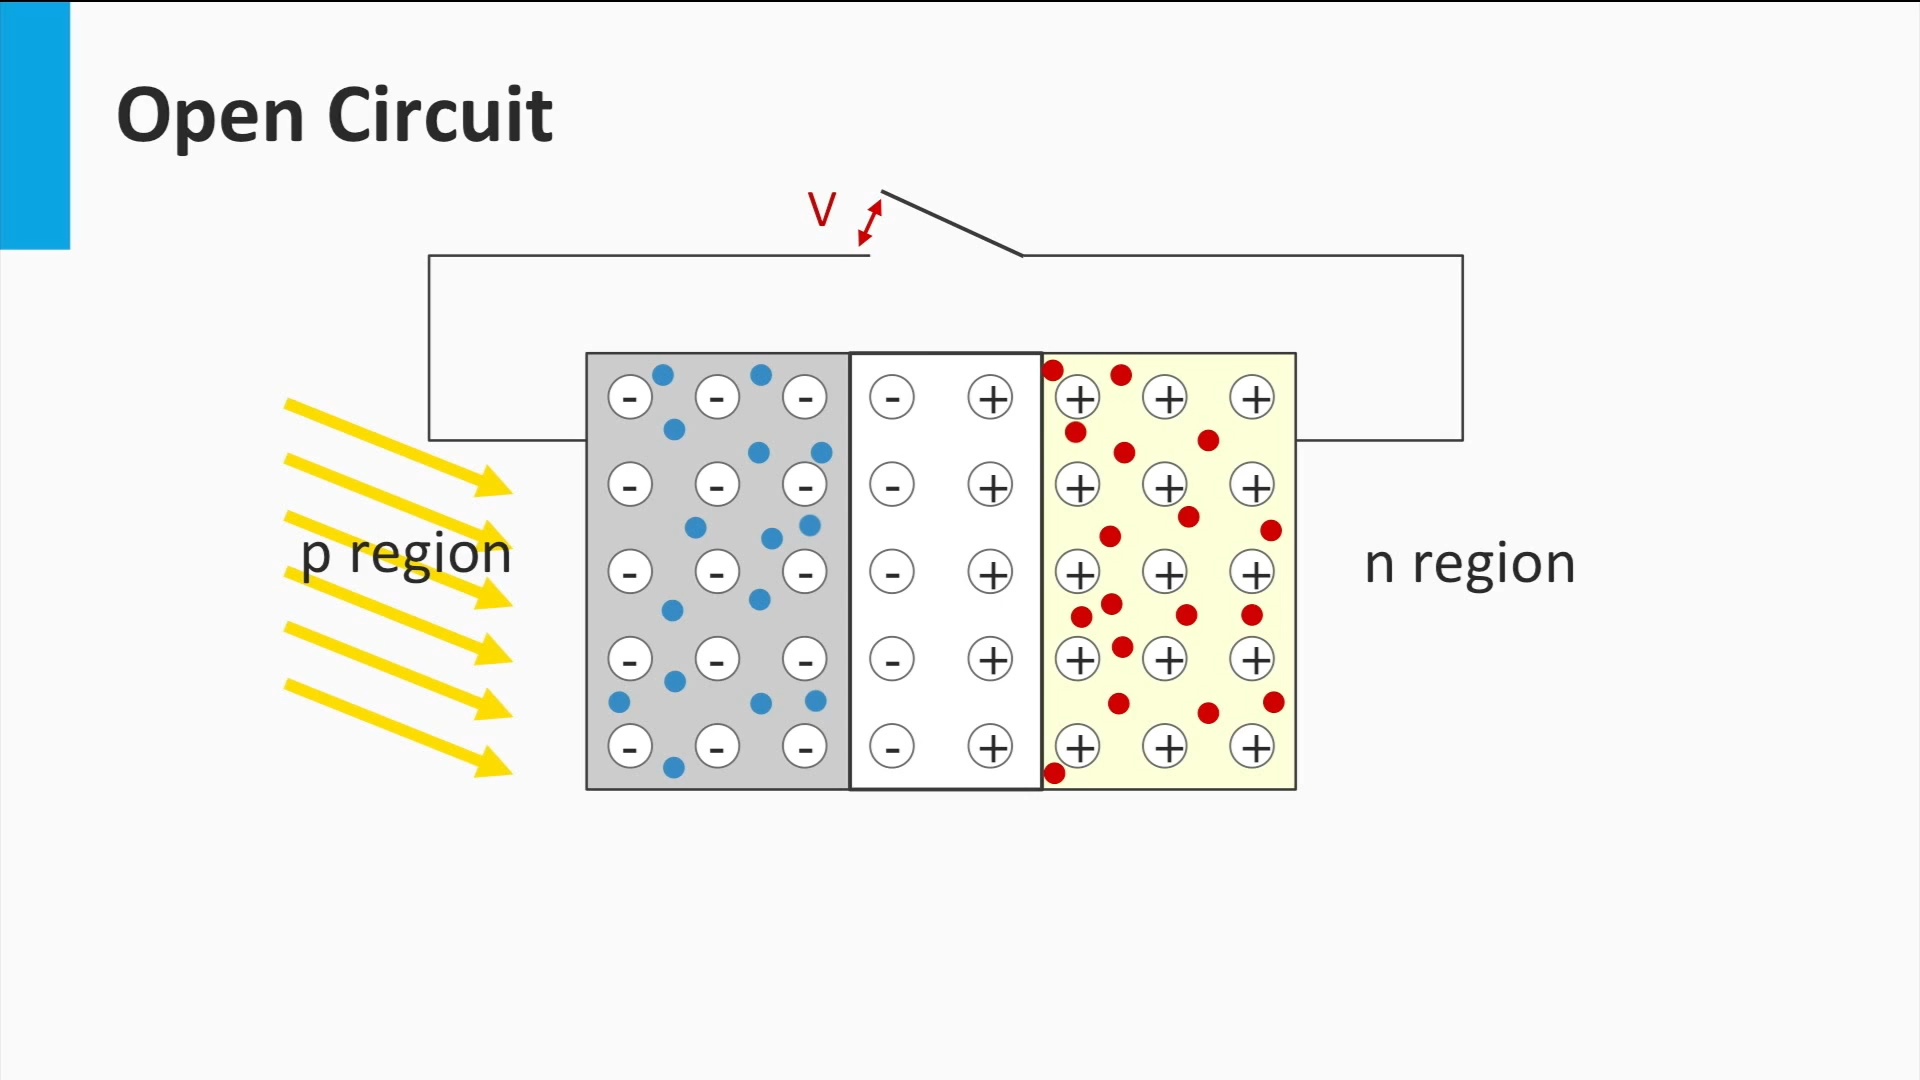 Open Circuit
V
- - - - + + + +
- - - - + + + +
p region
n region
- - - - + + + +
- - - - + + + +
- - - - + + + +